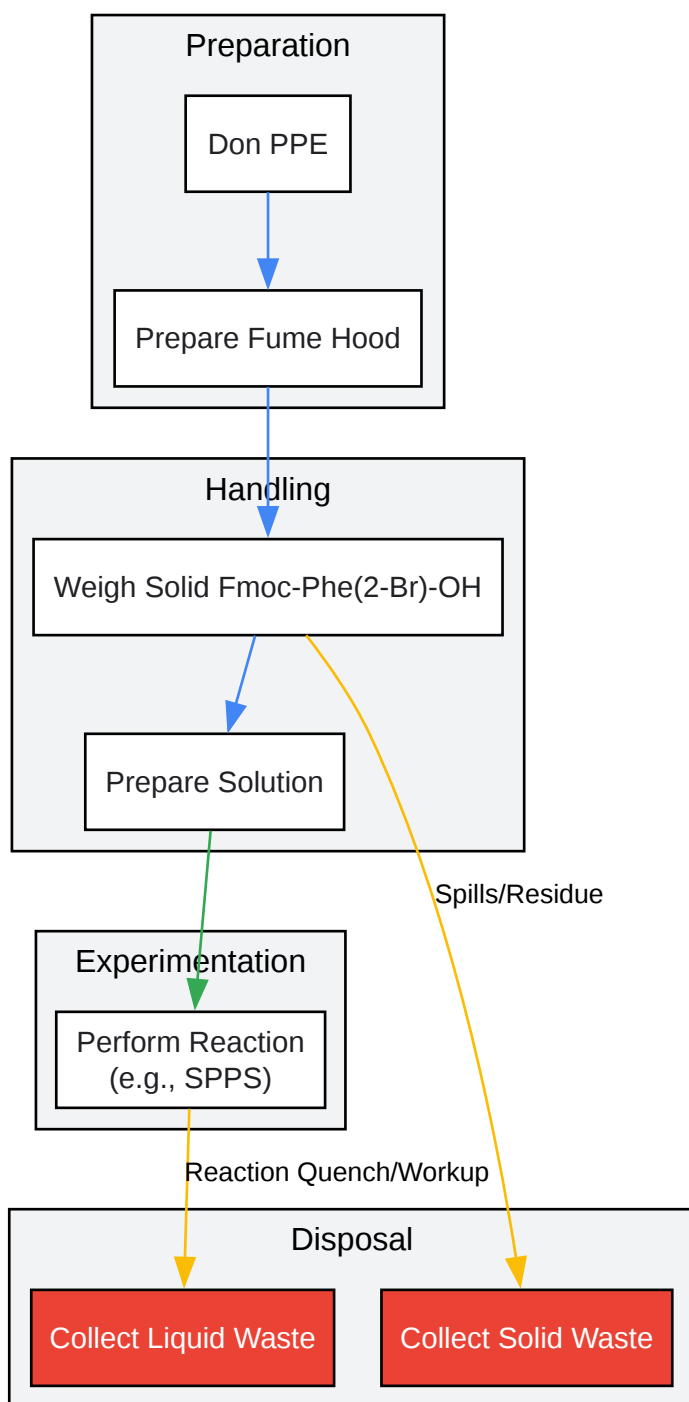 Preparation
Don PPE
Prepare Fume Hood
Handling
Weigh Solid Fmoc-Phe(2-Br)-OH
Prepare Solution
Spills/Residue
Experimentation
Perform Reaction
(e.g., SPPS)
Reaction Quench/Workup
Disposal
Collect Liquid Waste
Collect Solid Waste